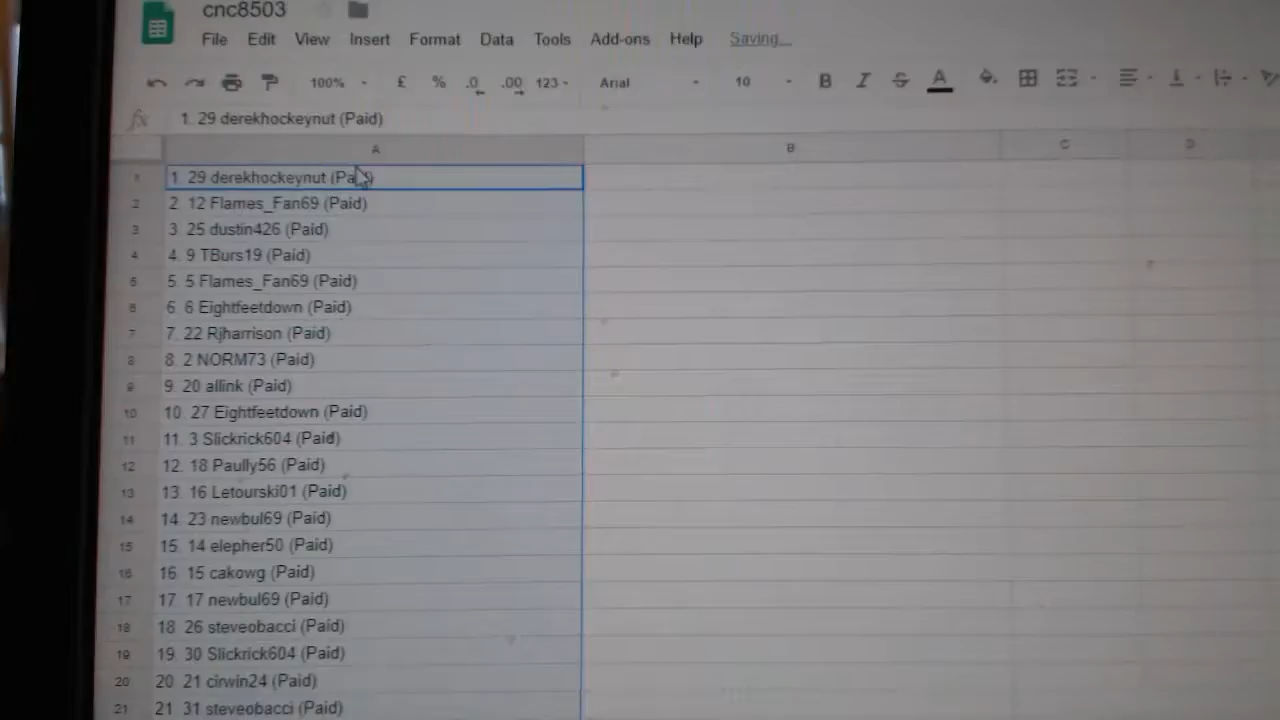 cnc8503
File Edit View Insert Format Data Tools Add-ons Help Saving...
100% £ % .0 .00 123 Arial 10 B I S A
fx 1. 29 derekhockeynut (Paid)
A B C D
1 1. 29 derekhockeynut (Paid)
2 2. 12 Flames_Fan69 (Paid)
3 3. 25 dustin426 (Paid)
4 4. 9 TBurs19 (Paid)
5 5. 5 Flames_Fan69 (Paid)
6 6. 6 Eightfeetdown (Paid)
7 7. 22 Rjharrison (Paid)
8 8. 2 NORM73 (Paid)
9 9. 20 allink (Paid)
10 10. 27 Eightfeetdown (Paid)
11 11. 3 Slickrick604 (Paid)
12 12. 18 Paully56 (Paid)
13 13. 16 Letourski01 (Paid)
14 14. 23 newbul69 (Paid)
15 15. 14 elepher50 (Paid)
16 16. 15 cakowg (Paid)
17 17. 17 newbul69 (Paid)
18 18. 26 steveobacci (Paid)
19 19. 30 Slickrick604 (Paid)
20 20. 21 cirwin24 (Paid)
21 21. 31 steveobacci (Paid)